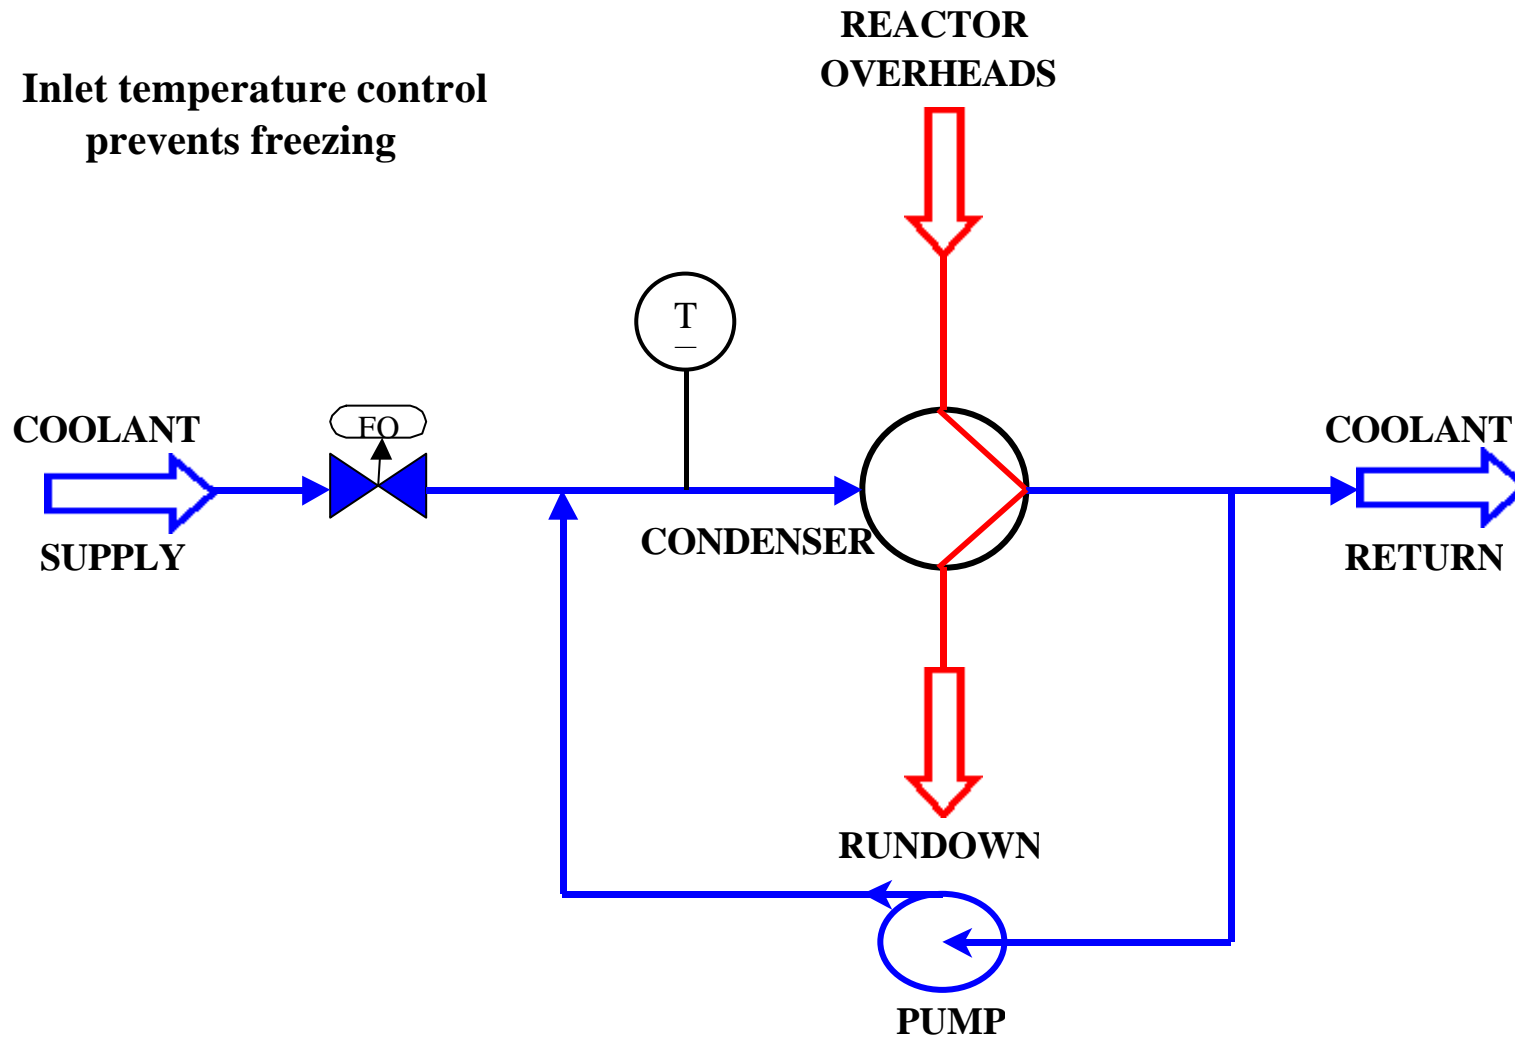 REACTOR
OVERHEADS
Inlet temperature control
prevents freezing
T
FO
COOLANT
SUPPLY
CONDENSER
COOLANT
RETURN
RUNDOWN
PUMP